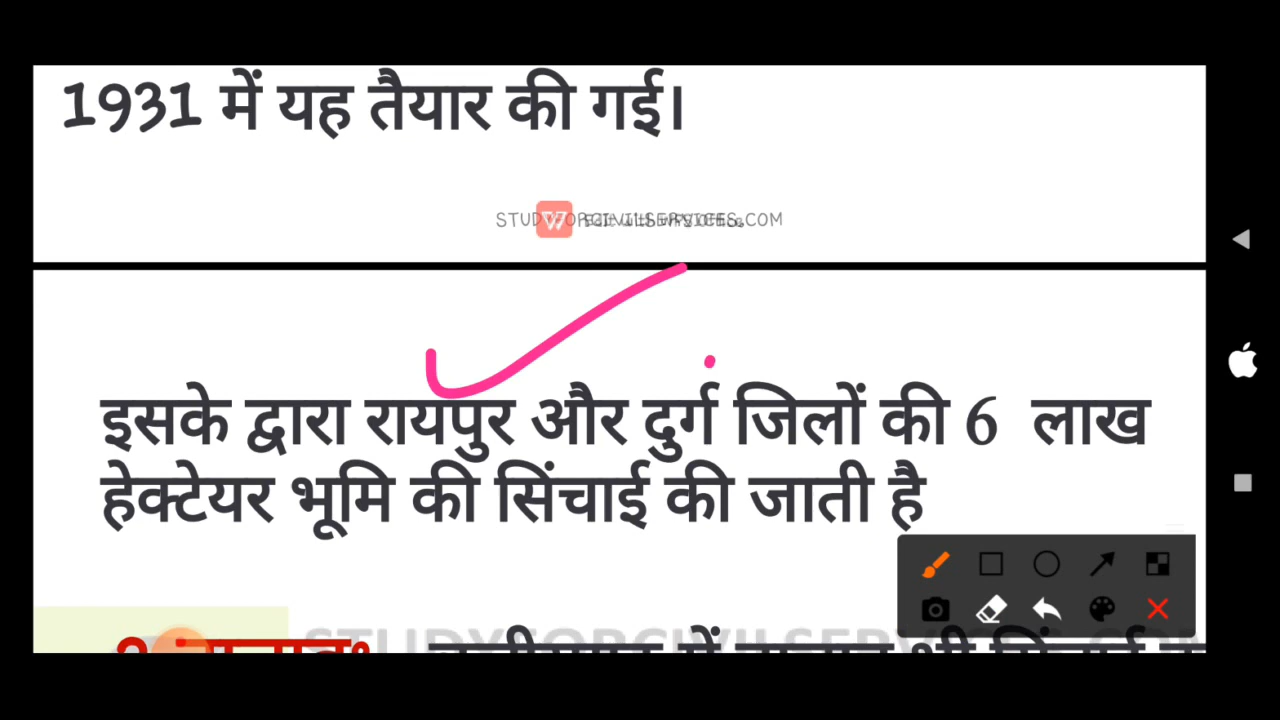 1931 में यह तैयार की गई।
STUDYFORCIVILSERVICES.COM
इसके द्वारा रायपुर और दुर्ग जिलों की 6 लाख
हेक्टेयर भूमि की सिंचाई की जाती है